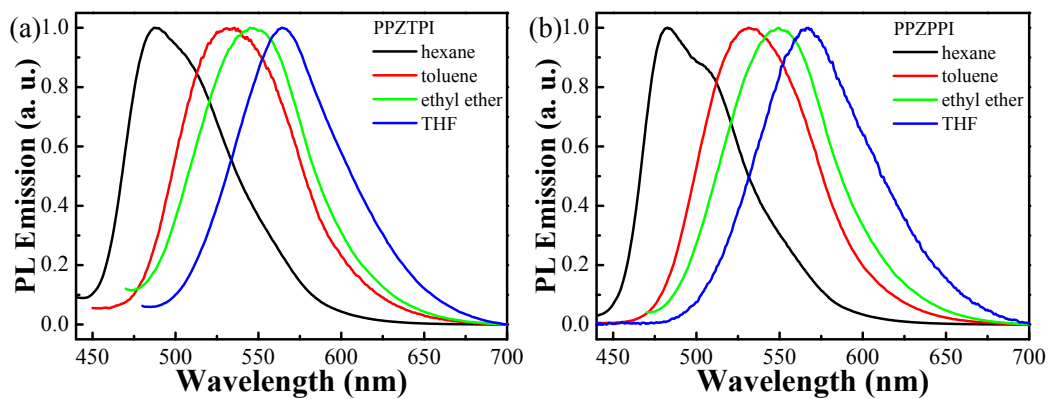 (a)
PPZTPI
hexane
toluene
ethyl ether
THF
PL Emission (a. u.)
1.0
0.8
0.6
0.4
0.2
0.0
450 500 550 600 650 700
Wavelength (nm)
(b)
PPZPPI
hexane
toluene
ethyl ether
THF
PL Emission (a. u.)
1.0
0.8
0.6
0.4
0.2
0.0
450 500 550 600 650 700
Wavelength (nm)